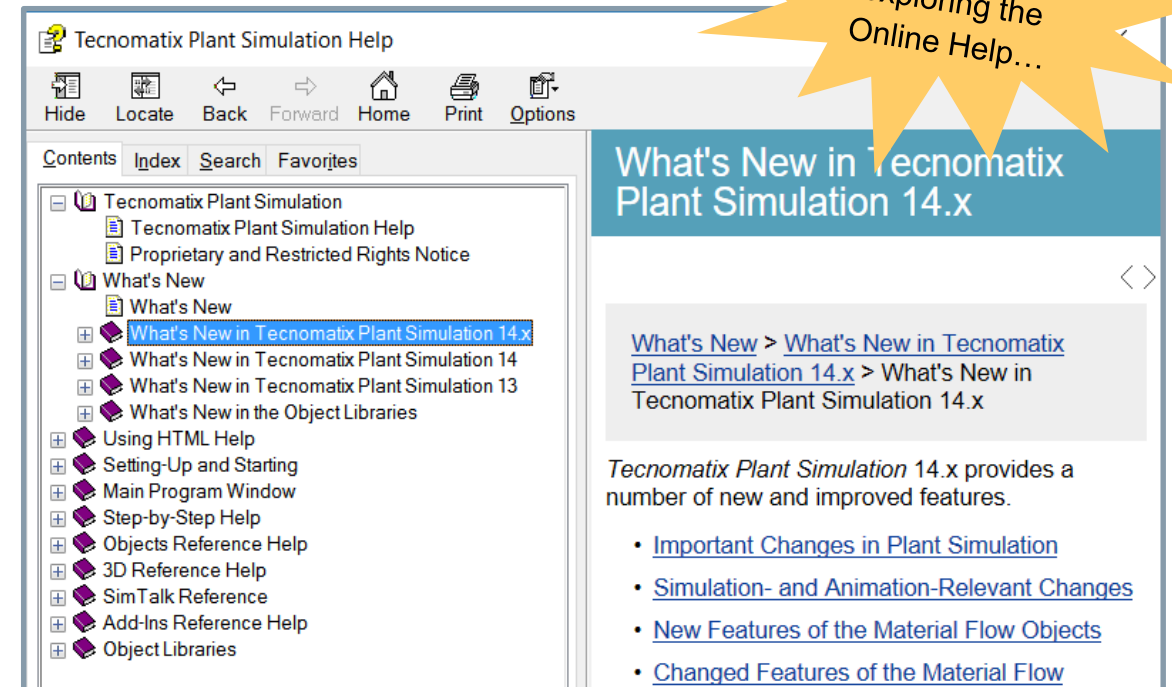 Tecnomatix Plant Simulation Help
exploring the
Online Help...
Hide Locate Back Forward Home Print Options
Contents Index Search Favorites
Tecnomatix Plant Simulation
Tecnomatix Plant Simulation Help
Proprietary and Restricted Rights Notice
What's New
What's New
What's New in Tecnomatix Plant Simulation 14.x
What's New in Tecnomatix Plant Simulation 14
What's New in Tecnomatix Plant Simulation 13
What's New in the Object Libraries
Using HTML Help
Setting-Up and Starting
Main Program Window
Step-by-Step Help
Objects Reference Help
3D Reference Help
SimTalk Reference
Add-Ins Reference Help
Object Libraries
What's New in Tecnomatix
Plant Simulation 14.x
What's New > What's New in Tecnomatix
Plant Simulation 14.x > What's New in
Tecnomatix Plant Simulation 14.x
Tecnomatix Plant Simulation 14.x provides a
number of new and improved features.
• Important Changes in Plant Simulation
• Simulation- and Animation-Relevant Changes
• New Features of the Material Flow Objects
• Changed Features of the Material Flow